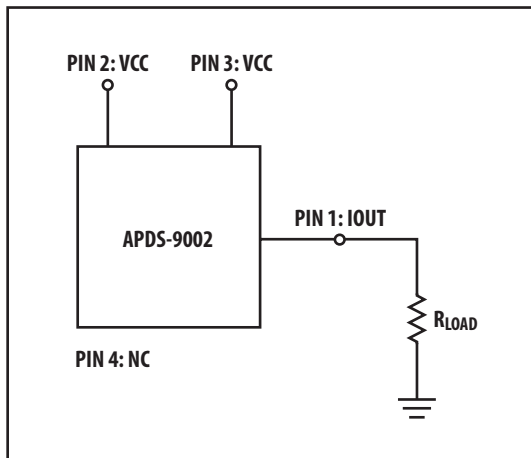 PIN 2: VCC
PIN 3: VCC
APDS-9002
PIN 1: IOUT
RLOAD
PIN 4: NC